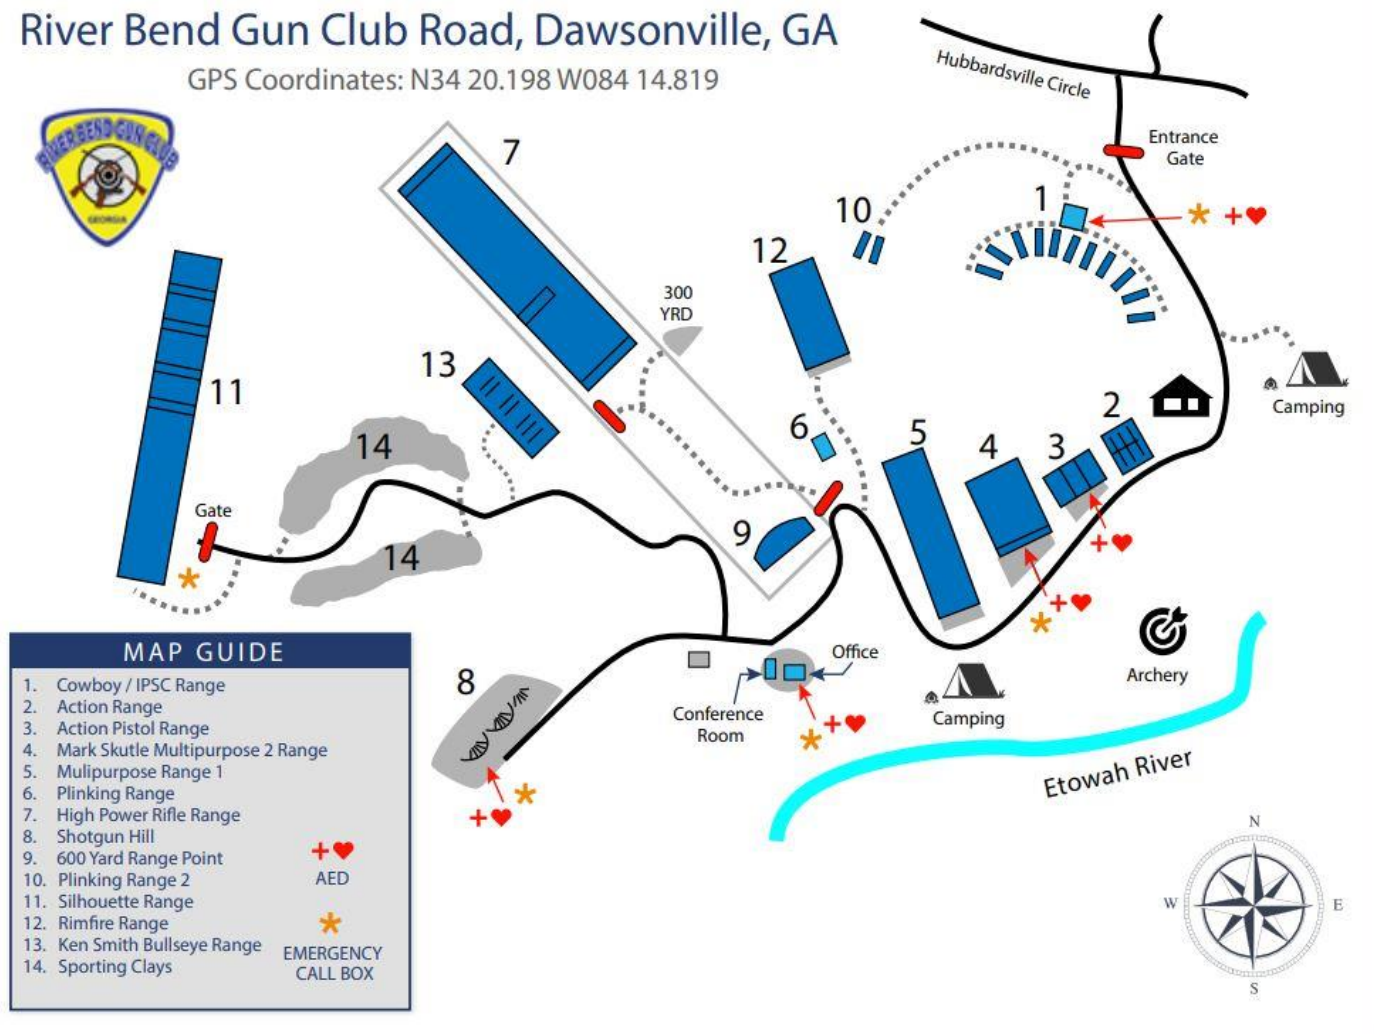 River Bend Gun Club Road, Dawsonville, GA
GPS Coordinates: N34 20.198 W084 14.819
RIVER BEND GUN CLUB
GEORGIA
Hubbardsville Circle
Entrance
Gate
7
10
1
12
300
YRD
13
11
Camping
2
6
5
4
3
14
Gate
9
14
MAP GUIDE
1. Cowboy / IPSC Range
2. Action Range
3. Action Pistol Range
4. Mark Skutle Multipurpose 2 Range
5. Mulipurpose Range 1
6. Plinking Range
7. High Power Rifle Range
8. Shotgun Hill
9. 600 Yard Range Point
10. Plinking Range 2
11. Silhouette Range
12. Rimfire Range
13. Ken Smith Bullseye Range
14. Sporting Clays
AED
EMERGENCY
CALL BOX
8
Office
Conference
Room
Camping
Archery
Etowah River
N
W
E
S